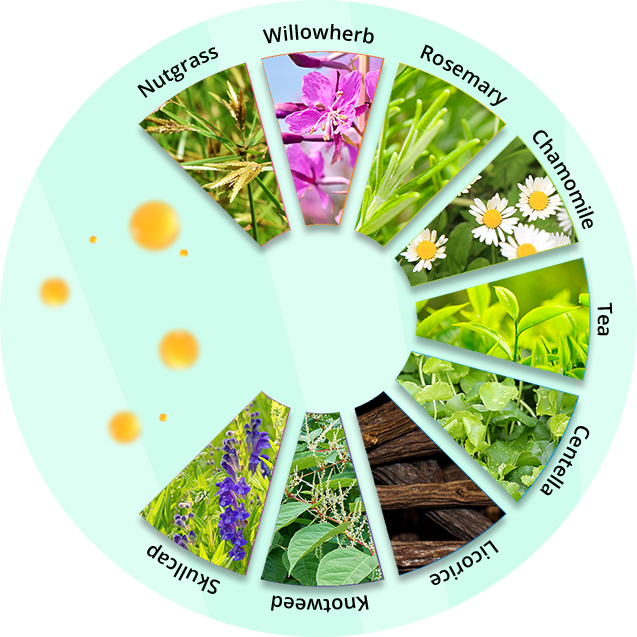 Nutgrass
Willowherb
Rosemary
Chamomile
Tea
Centella
Licorice
Knotweed
Skullcap